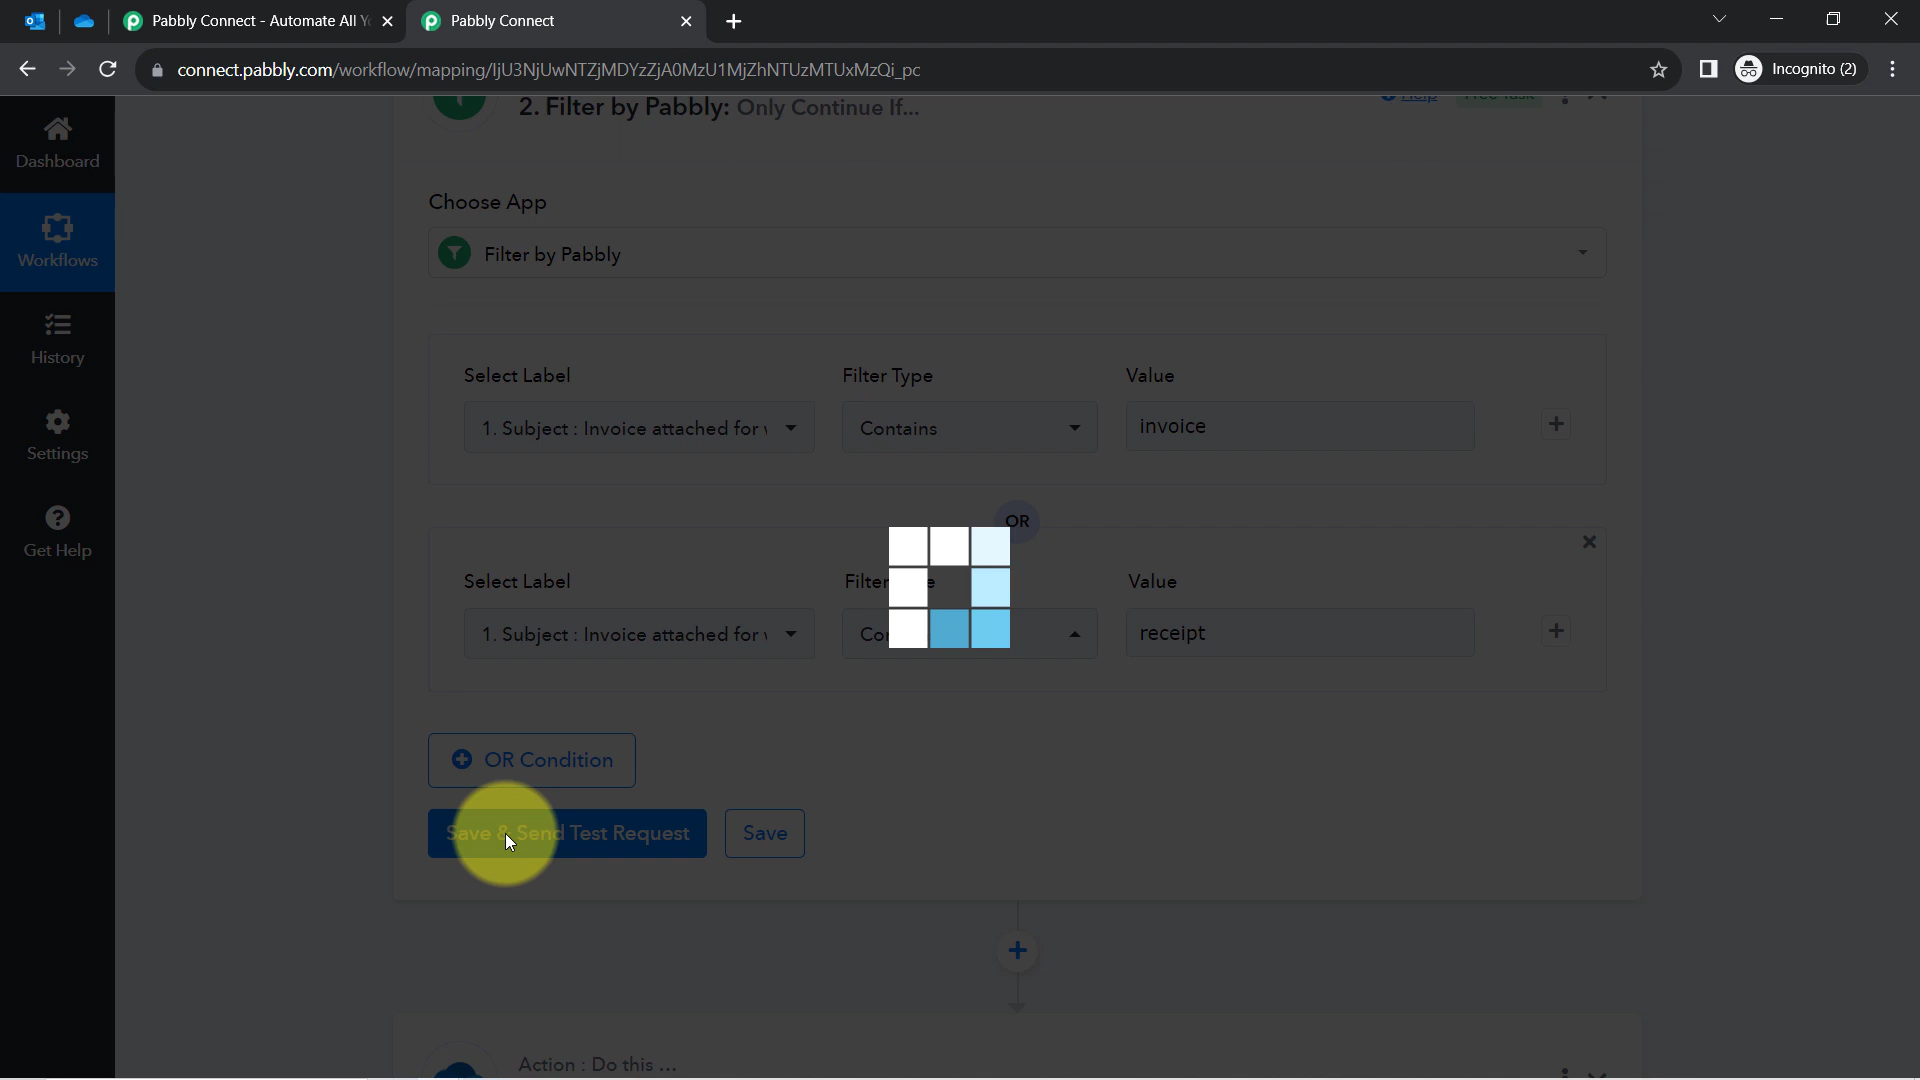 Pabbly Connect - Automate All Yo
Pabbly Connect
connect.pabbly.com/workflow/mapping/IjU3NjUwNTZjMDYzZjA0MzU1MjZhNTUzMTUxMzQi_pc
Incognito (2)
2. Filter by Pabbly: Only Continue If...
Help
Free Task
Dashboard
Workflows
History
Settings
Get Help
Choose App
Filter by Pabbly
Select Label
Filter Type
Value
1. Subject : Invoice attached for
Contains
invoice
OR
Select Label
Value
1. Subject : Invoice attached for
receipt
OR Condition
Save & Send Test Request
Save
Action : Do this ...